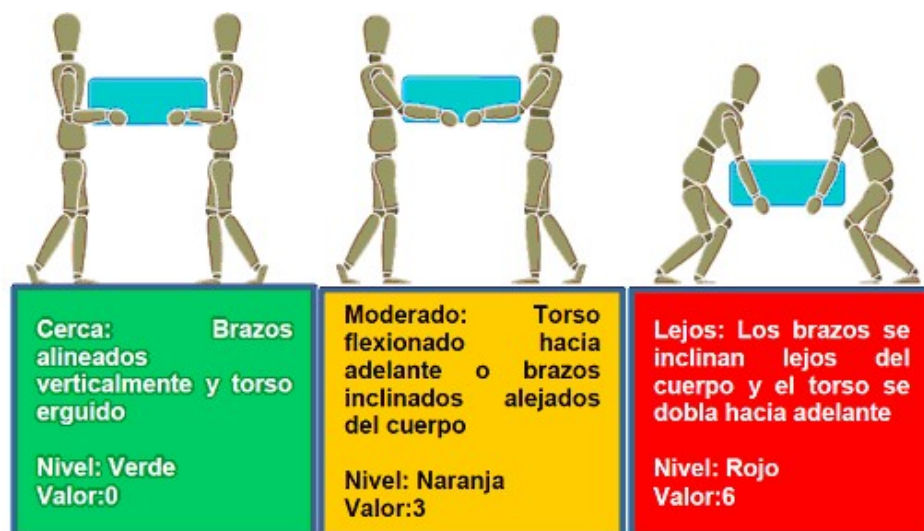 Cerca: Brazos
alineados
verticalmente y torso
erguido
Nivel: Verde
Valor:0
Moderado: Torso
flexionado hacia
adelante o brazos
inclinados alejados
del cuerpo
Nivel: Naranja
Valor:3
Lejos: Los brazos se
inclinan lejos del
cuerpo y el torso se
dobla hacia adelante
Nivel: Rojo
Valor:6